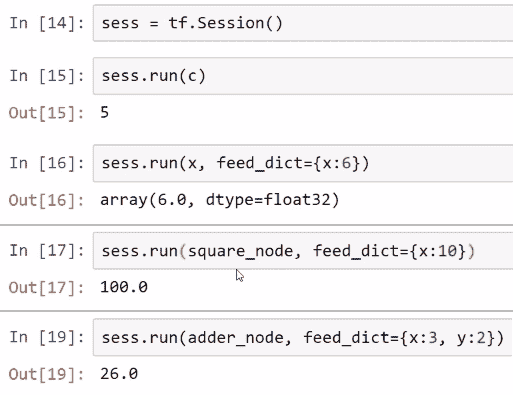 In [14]: sess = tf.Session()
In [15]: sess.run(c)
Out[15]: 5
In [16]: sess.run(x, feed_dict={x:6})
Out[16]: array(6.0, dtype=float32)
In [17]: sess.run(square_node, feed_dict={x:10})
Out[17]: 100.0
In [19]: sess.run(adder_node, feed_dict={x:3, y:2})
Out[19]: 26.0